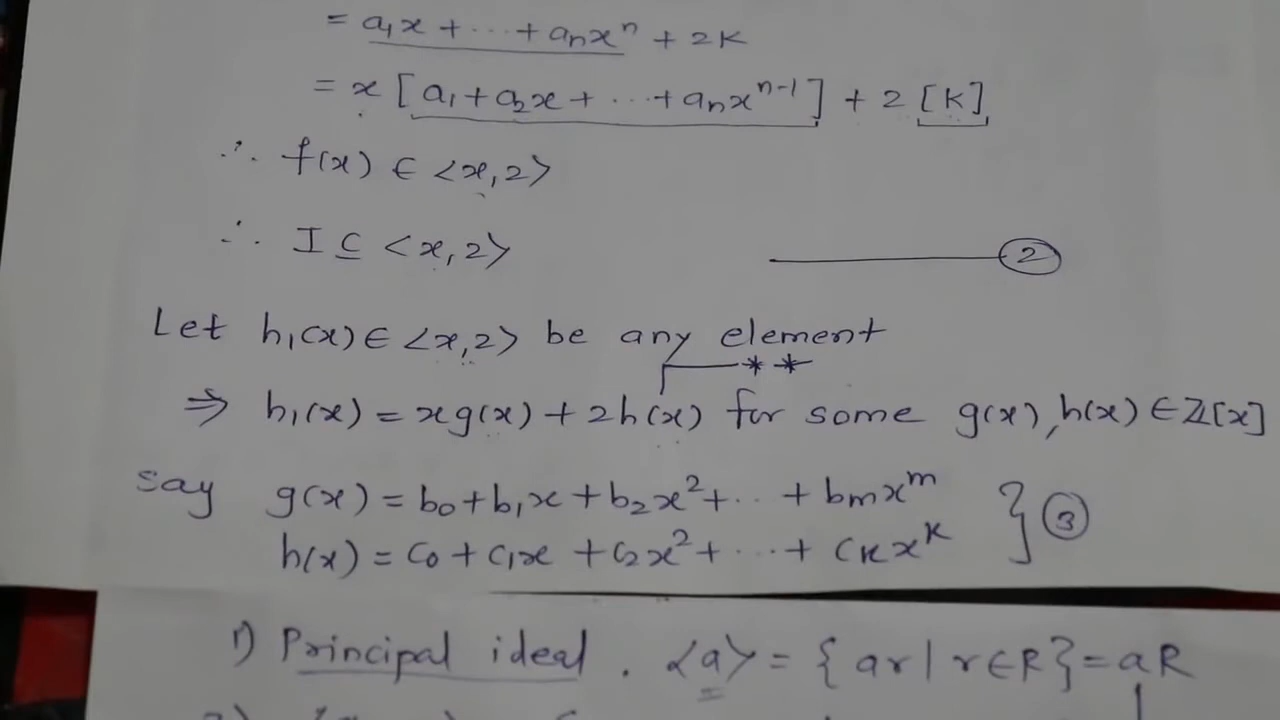 = a₁x + ... + aₙxⁿ + 2K
= x [a₁ + a₂x + ... + aₙxⁿ⁻¹] + 2 [K]
∴ f(x) ∈ <x,2>
∴ I ⊆ <x,2> ②
Let h₁(x) ∈ <x,2> be any element
**
⇒ h₁(x) = xg(x) + 2h(x) for some g(x), h(x) ∈ ℤ[x]
say g(x) = b₀ + b₁x + b₂x² + ... + bₘxᵐ
h(x) = c₀ + c₁x + c₂x² + ... + cₖxᵏ } ③
1) Principal ideal. <a> = { ar | r ∈ R } = aR